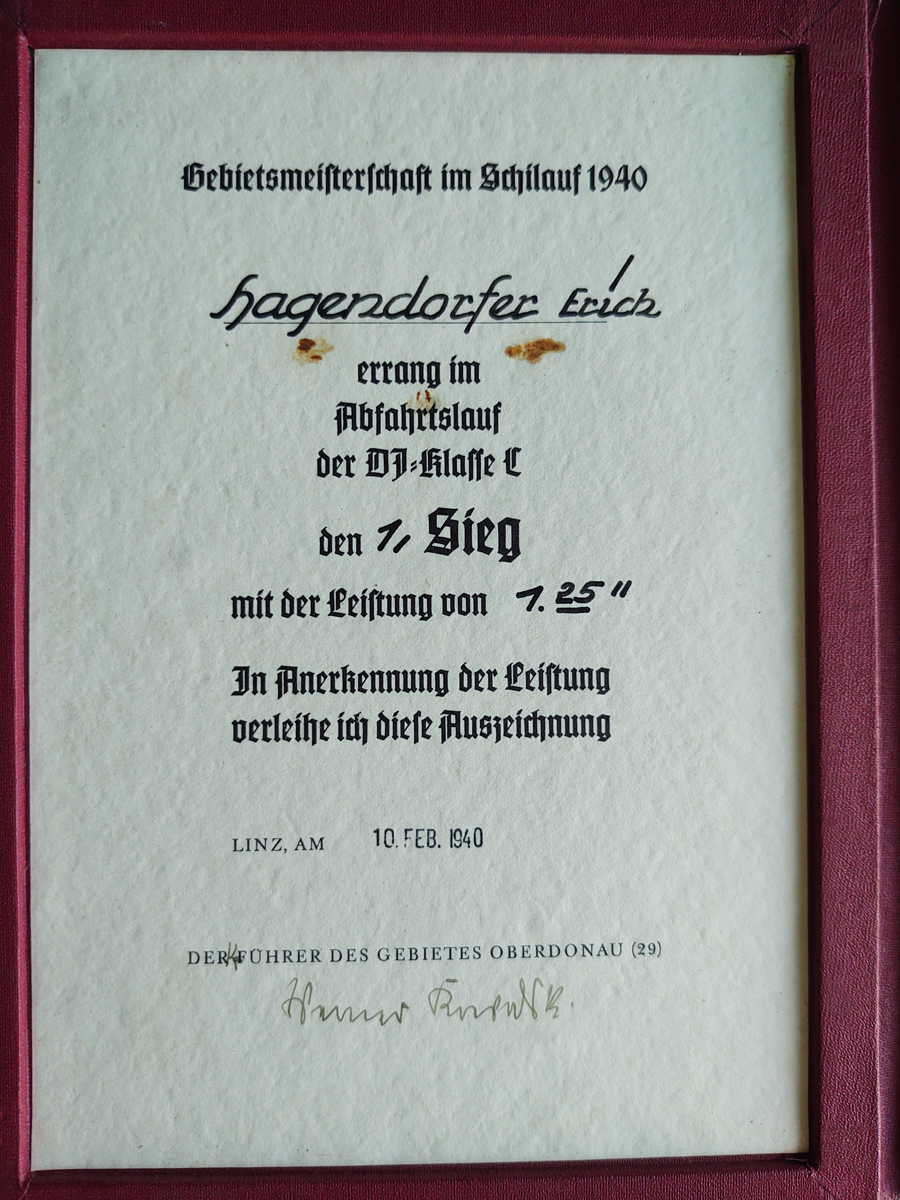 Gebietsmeisterschaft im Schilauf 1940
Hagendorfer Erich
errang im
Abfahrtslauf
der DJ-Klasse C
den 1. Sieg
mit der Leistung von 1.25"
In Anerkennung der Leistung
verleihe ich diese Auszeichnung
LINZ, AM 10. FEB. 1940
DER K FÜHRER DES GEBIETES OBERDONAU (29)
Werner